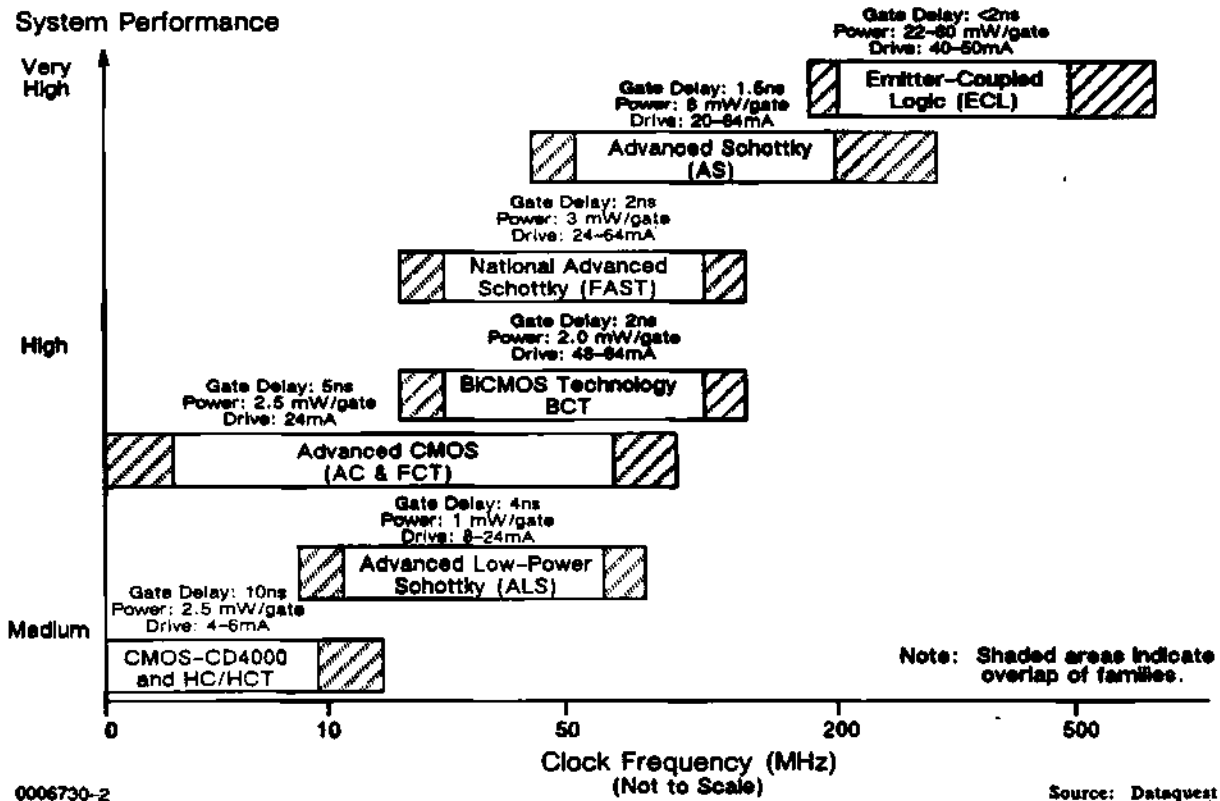 System Performance
Very
High
High
Medium
Gate Delay: <2ns
Power: 22-60 mW/gate
Drive: 40-50mA
Emitter-Coupled
Logic (ECL)
Gate Delay: 1.5ns
Power: 8 mW/gate
Drive: 20-64mA
Advanced Schottky
(AS)
Gate Delay: 2ns
Power: 3 mW/gate
Drive: 24-64mA
National Advanced
Schottky (FAST)
Gate Delay: 2ns
Power: 2.0 mW/gate
Drive: 48-64mA
BiCMOS Technology
BCT
Gate Delay: 5ns
Power: 2.5 mW/gate
Drive: 24mA
Advanced CMOS
(AC & FCT)
Gate Delay: 4ns
Power: 1 mW/gate
Drive: 8-24mA
Advanced Low-Power
Schottky (ALS)
Gate Delay: 10ns
Power: 2.5 mW/gate
Drive: 4-6mA
CMOS-CD4000
and HC/HCT
Note: Shaded areas indicate
overlap of families.
0 10 50 200 500
Clock Frequency (MHz)
(Not to Scale)
0006730-2
Source: Dataquest